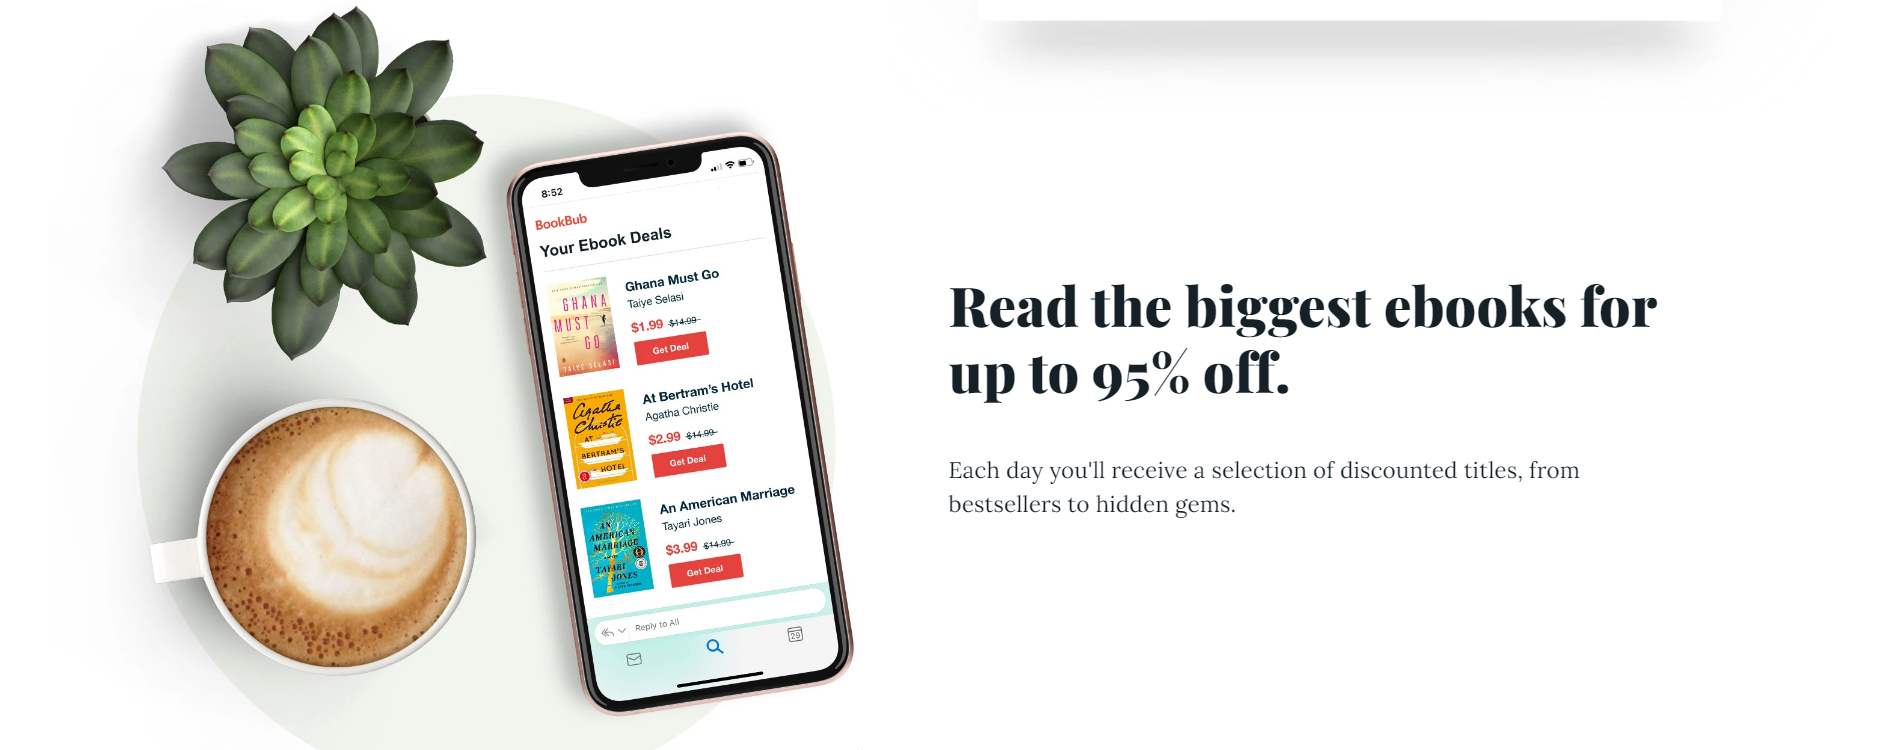 8:52
BookBub
Your Ebook Deals
GHANA
MUST
GO
TAIYE SELASI
Ghana Must Go
Taiye Selasi
$1.99 $14.99
Get Deal
Agatha
Christie
AT
BERTRAM'S
HOTEL
At Bertram's Hotel
Agatha Christie
$2.99 $14.99
Get Deal
AN
AMERICAN
MARRIAGE
TAYARI
JONES
An American Marriage
Tayari Jones
$3.99 $14.99
Get Deal
Reply to All
29
Read the biggest ebooks for
up to 95% off.
Each day you'll receive a selection of discounted titles, from
bestsellers to hidden gems.